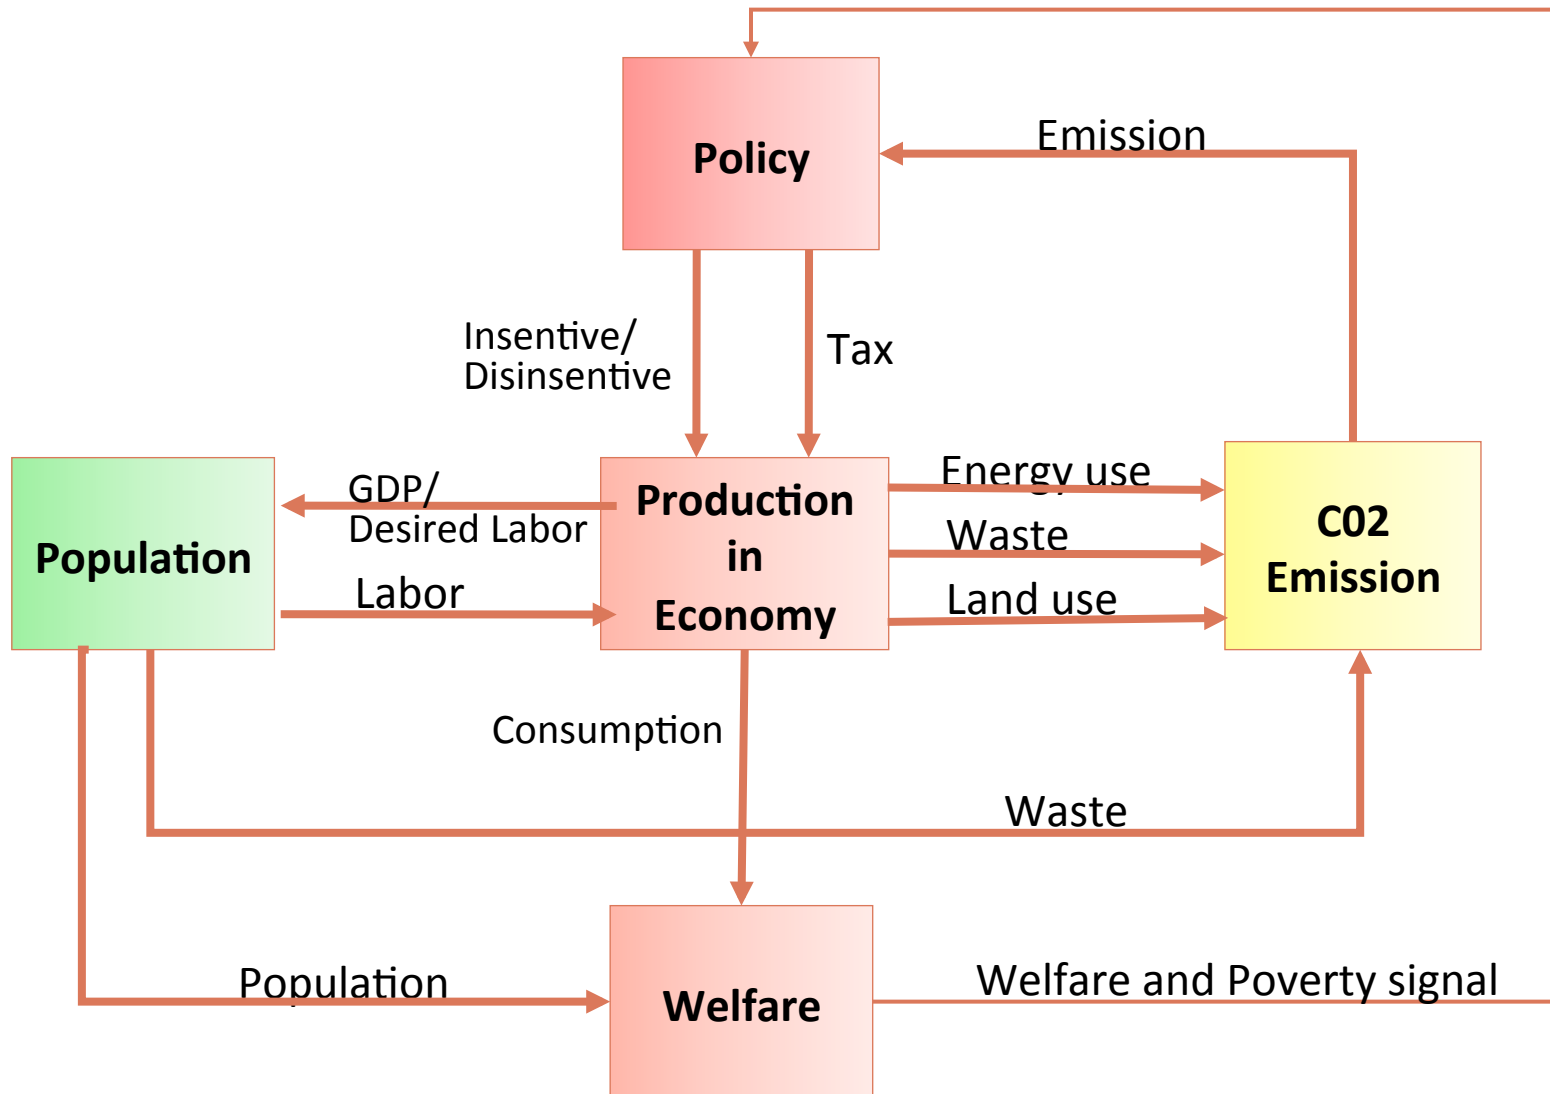 Emission
Policy
Insentive/
Disinsentive
Tax
GDP/
Desired Labor
Production
in
Economy
Energy use
Waste
Land use
C02
Emission
Population
Labor
Consumption
Waste
Population
Welfare
Welfare and Poverty signal